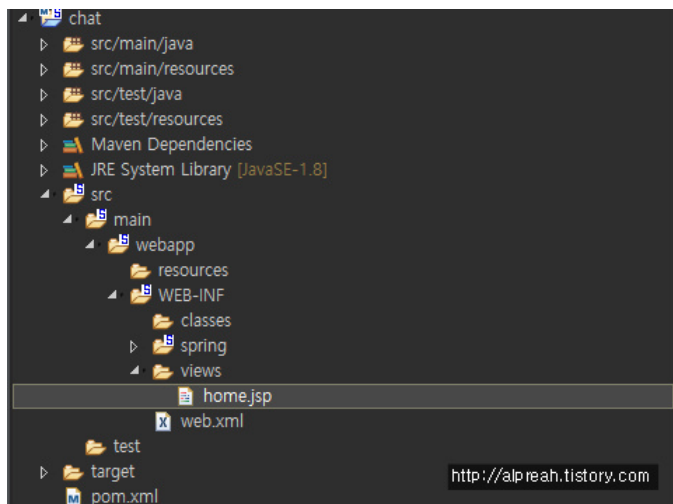 chat
src/main/java
src/main/resources
src/test/java
src/test/resources
Maven Dependencies
JRE System Library [JavaSE-1.8]
src
main
webapp
resources
WEB-INF
classes
spring
views
home.jsp
web.xml
test
target
http://alpreah.tistory.com
pom.xml